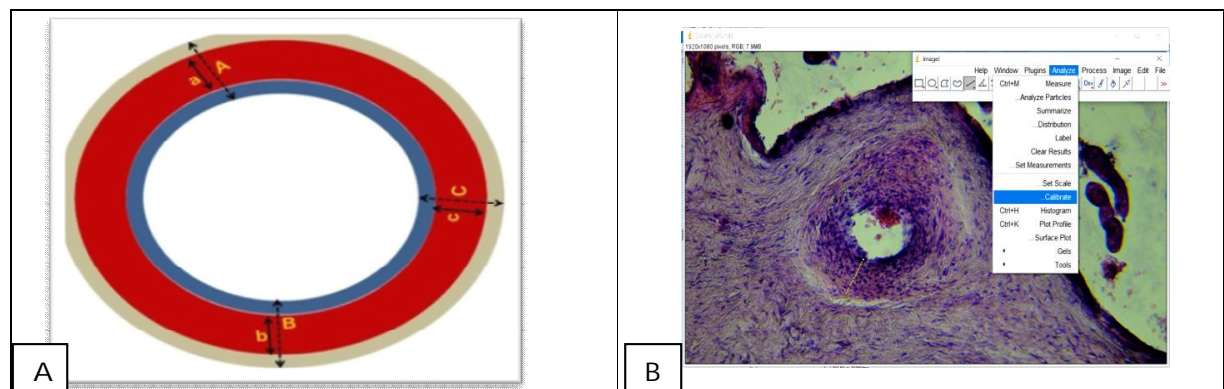 A
a
C
c
B
b
A
1920x1080 pixels; RGB; 7.9MB
ImageJ
Help Window Plugins Analyze Process Image Edit File
Ctrl+M Measure
Analyze Particles...
Summarize
Distribution...
Label
Clear Results
Set Measurements...
Set Scale...
Calibrate...
Ctrl+H Histogram
Ctrl+K Plot Profile
Surface Plot...
Gels
Tools
B